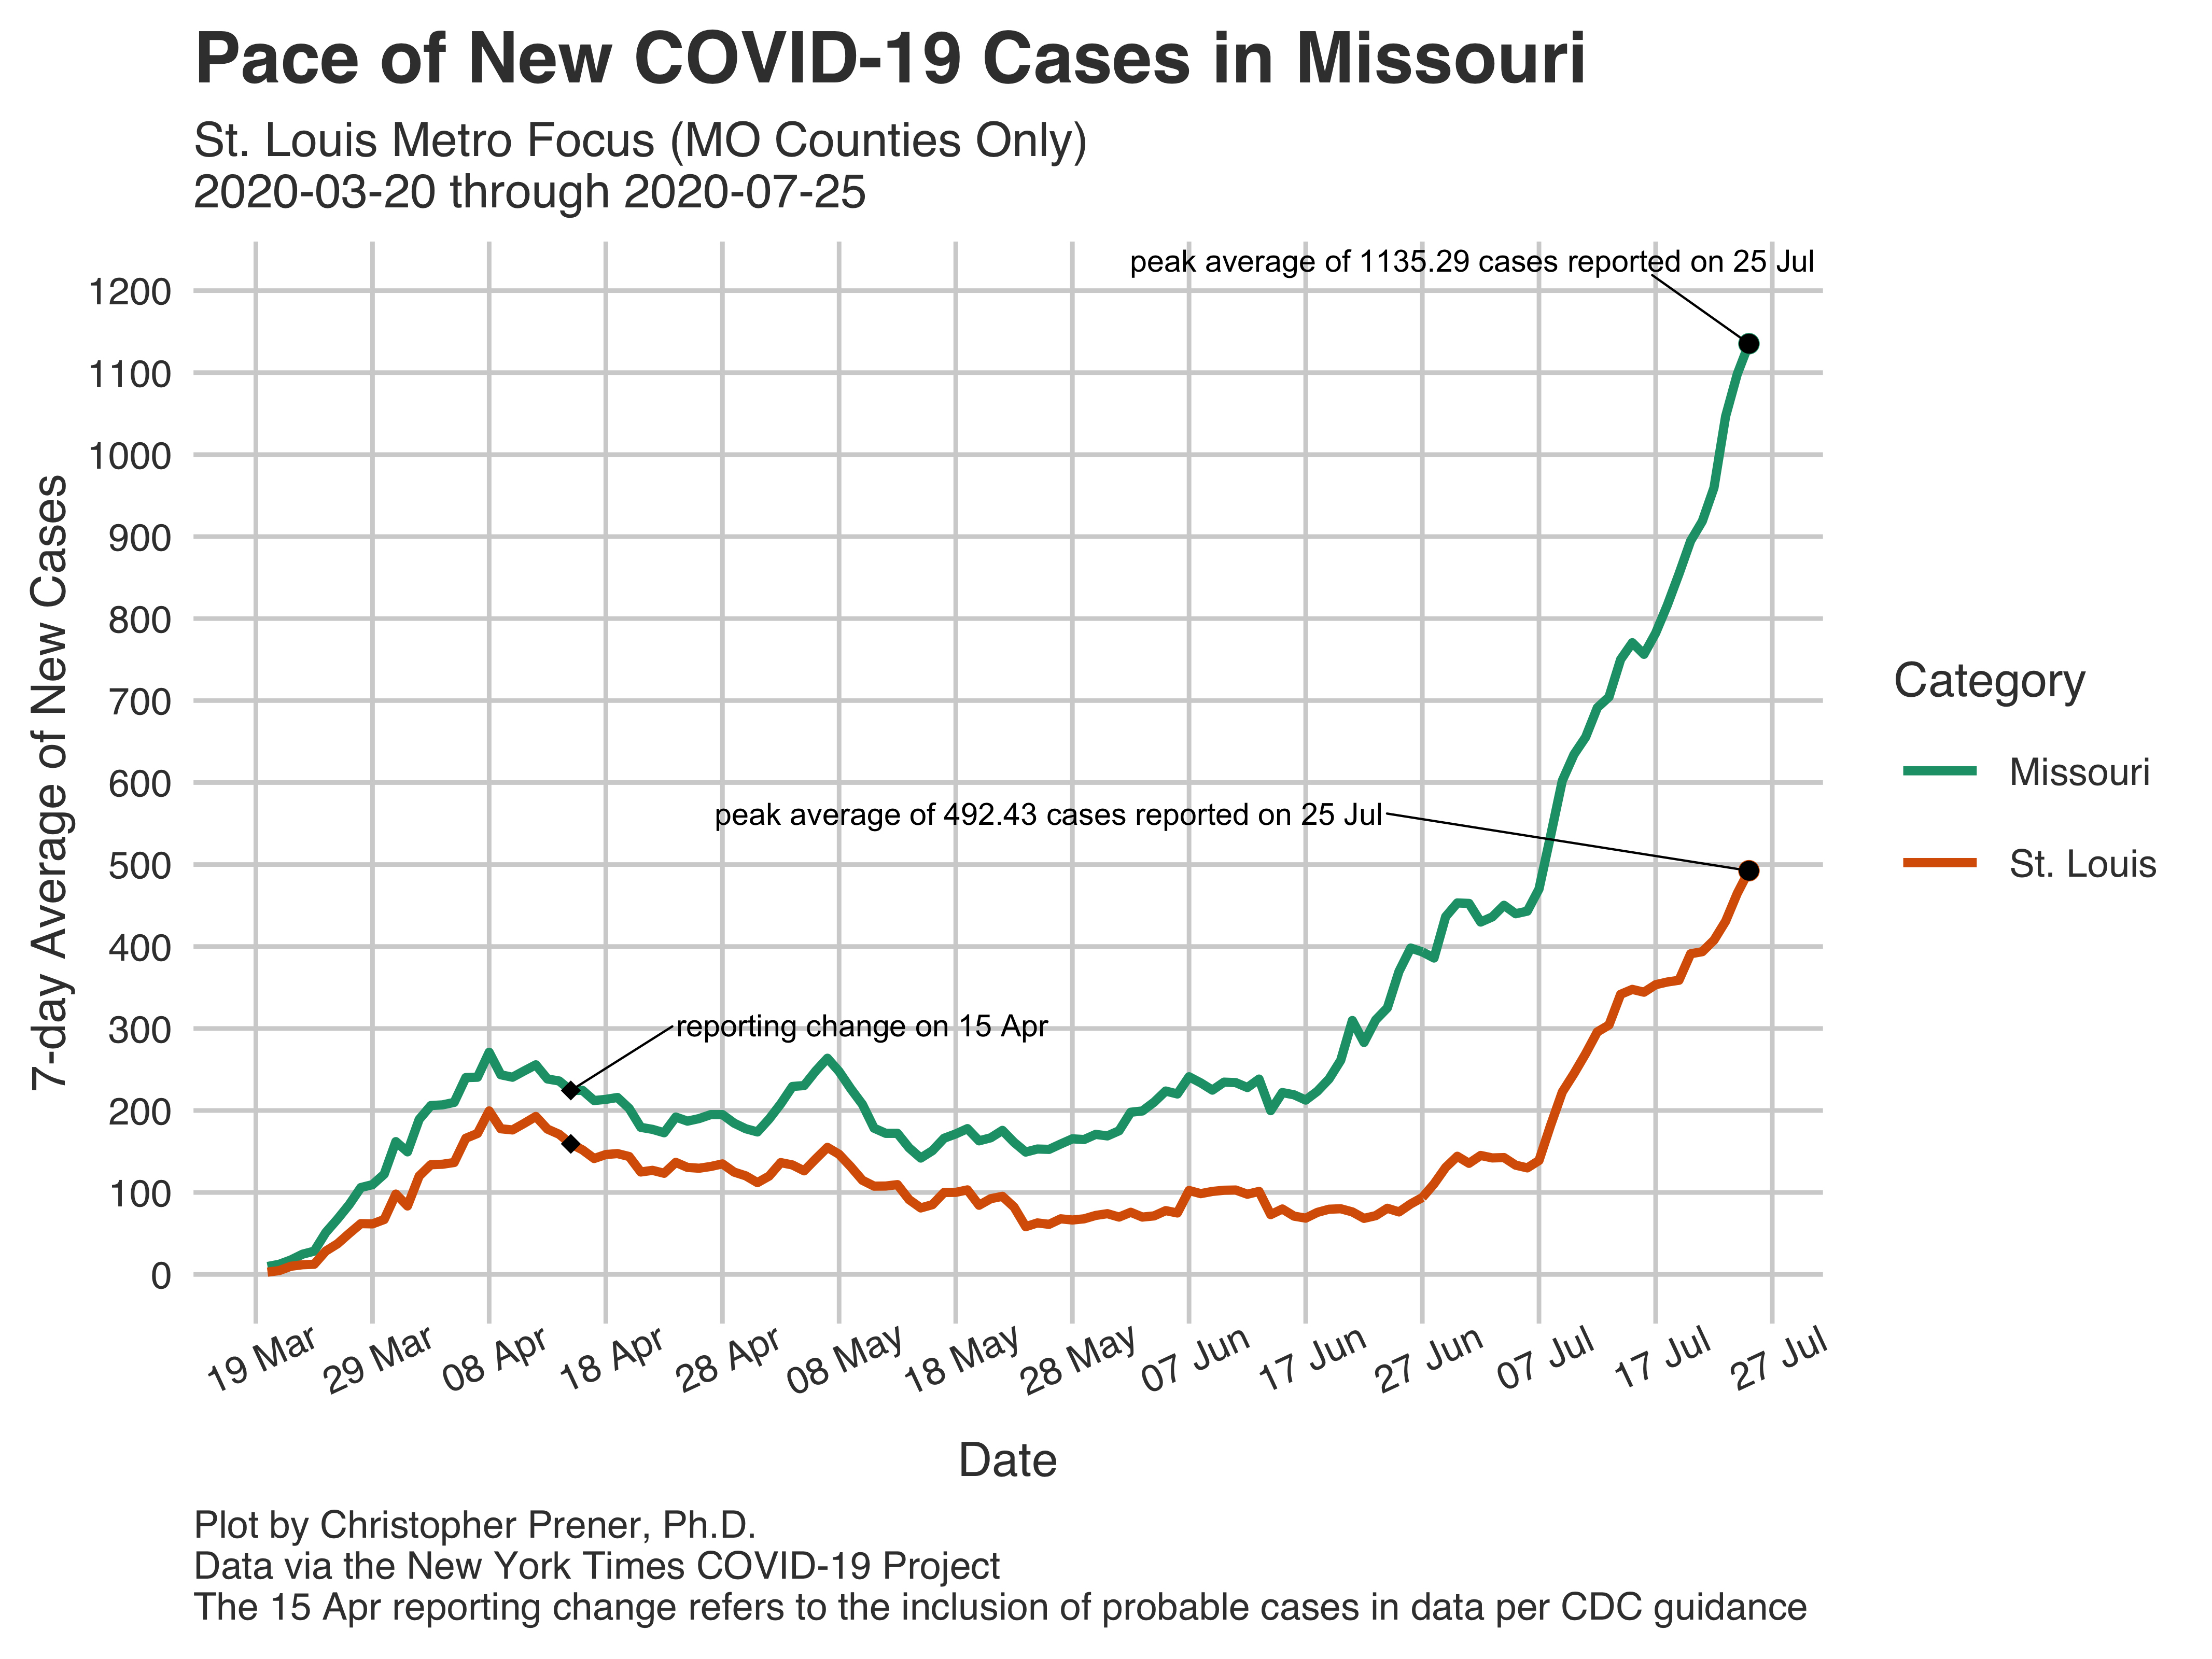 Pace of New COVID-19 Cases in Missouri
St. Louis Metro Focus (MO Counties Only)
2020-03-20 through 2020-07-25
peak average of 1135.29 cases reported on 25 Jul
1200
1100
1000
900
800
700
600
500
400
300
200
100
0
7-day Average of New Cases
peak average of 492.43 cases reported on 25 Jul
reporting change on 15 Apr
Category
Missouri
St. Louis
19 Mar
29 Mar
08 Apr
18 Apr
28 Apr
08 May
18 May
28 May
07 Jun
17 Jun
27 Jun
07 Jul
17 Jul
27 Jul
Date
Plot by Christopher Prener, Ph.D.
Data via the New York Times COVID-19 Project
The 15 Apr reporting change refers to the inclusion of probable cases in data per CDC guidance